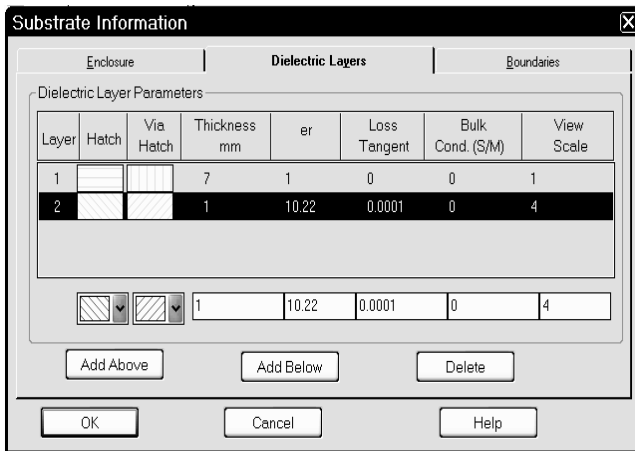 Substrate Information
Enclosure Dielectric Layers Boundaries
Dielectric Layer Parameters
Layer Hatch Via Hatch Thickness mm er Loss Tangent Bulk Cond. (S/M) View Scale
1 7 1 0 0 1
2 1 10.22 0.0001 0 4
1 10.22 0.0001 0 4
Add Above Add Below Delete
OK Cancel Help